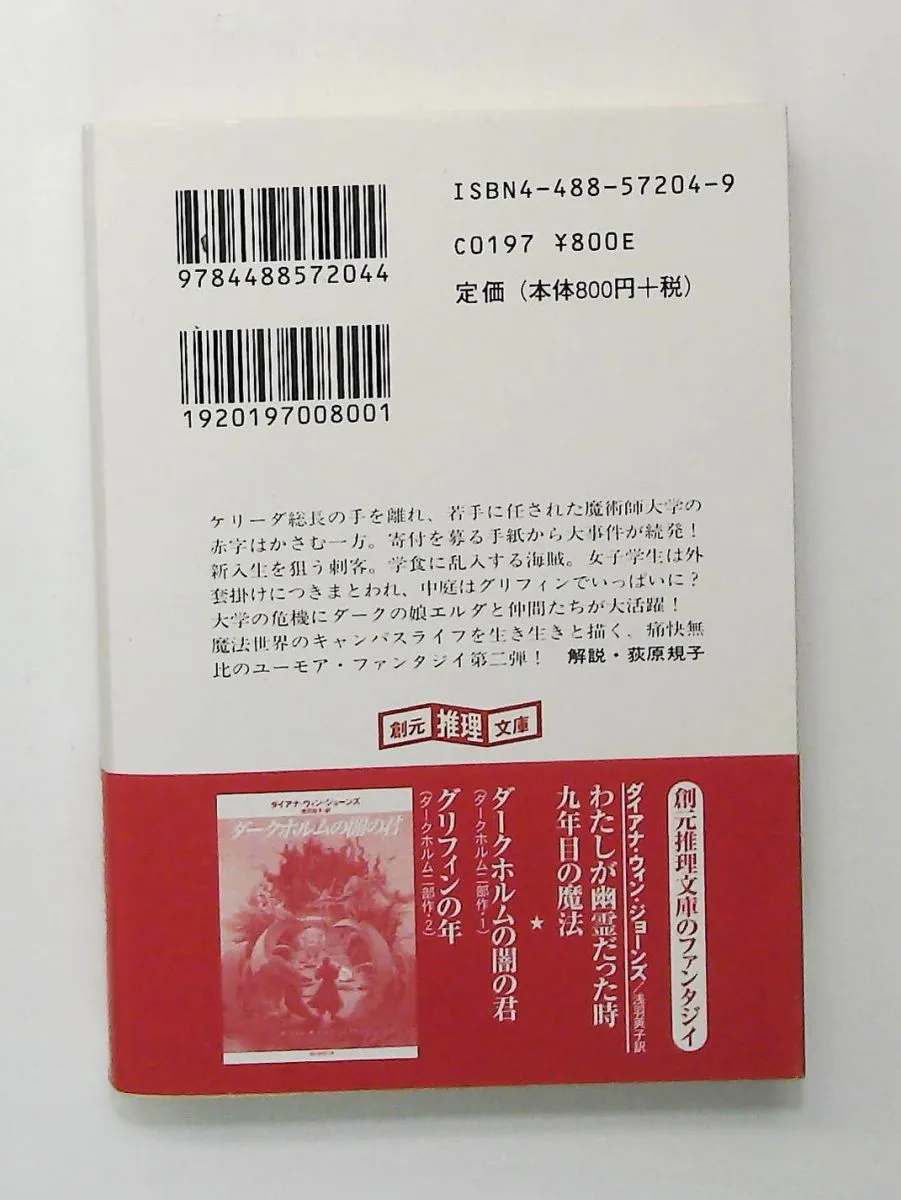 ISBN4-488-57204-9
C0197 ¥800E
定価（本体800円＋税）
9784488572044
1920197008001
ケリーダ総長の手を離れ、若手に任された魔術師大学の
赤字はかさむ一方。寄付を募る手紙から大事件が続発！
新入生を狙う刺客。学食に乱入する海賊。女子学生は外
套掛けにつきまとわれ、中庭はグリフィンでいっぱいに？
大学の危機にダークの娘エルダと仲間たちが大活躍！
魔法世界のキャンパスライフを生き生きと描く、痛快無
比のユーモア・ファンタジイ第二弾！ 解説・荻原規子
創元推理文庫
創元推理文庫のファンタジイ
ダイアナ・ウィン・ジョーンズ／浅羽莢子訳
わたしが幽霊だった時
九年目の魔法
★
ダークホルムの闇の君
（ダークホルム二部作・1）
グリフィンの年
（ダークホルム二部作・2）
ダイアナ・ウィン・ジョーンズ
ダークホルムの闇の君